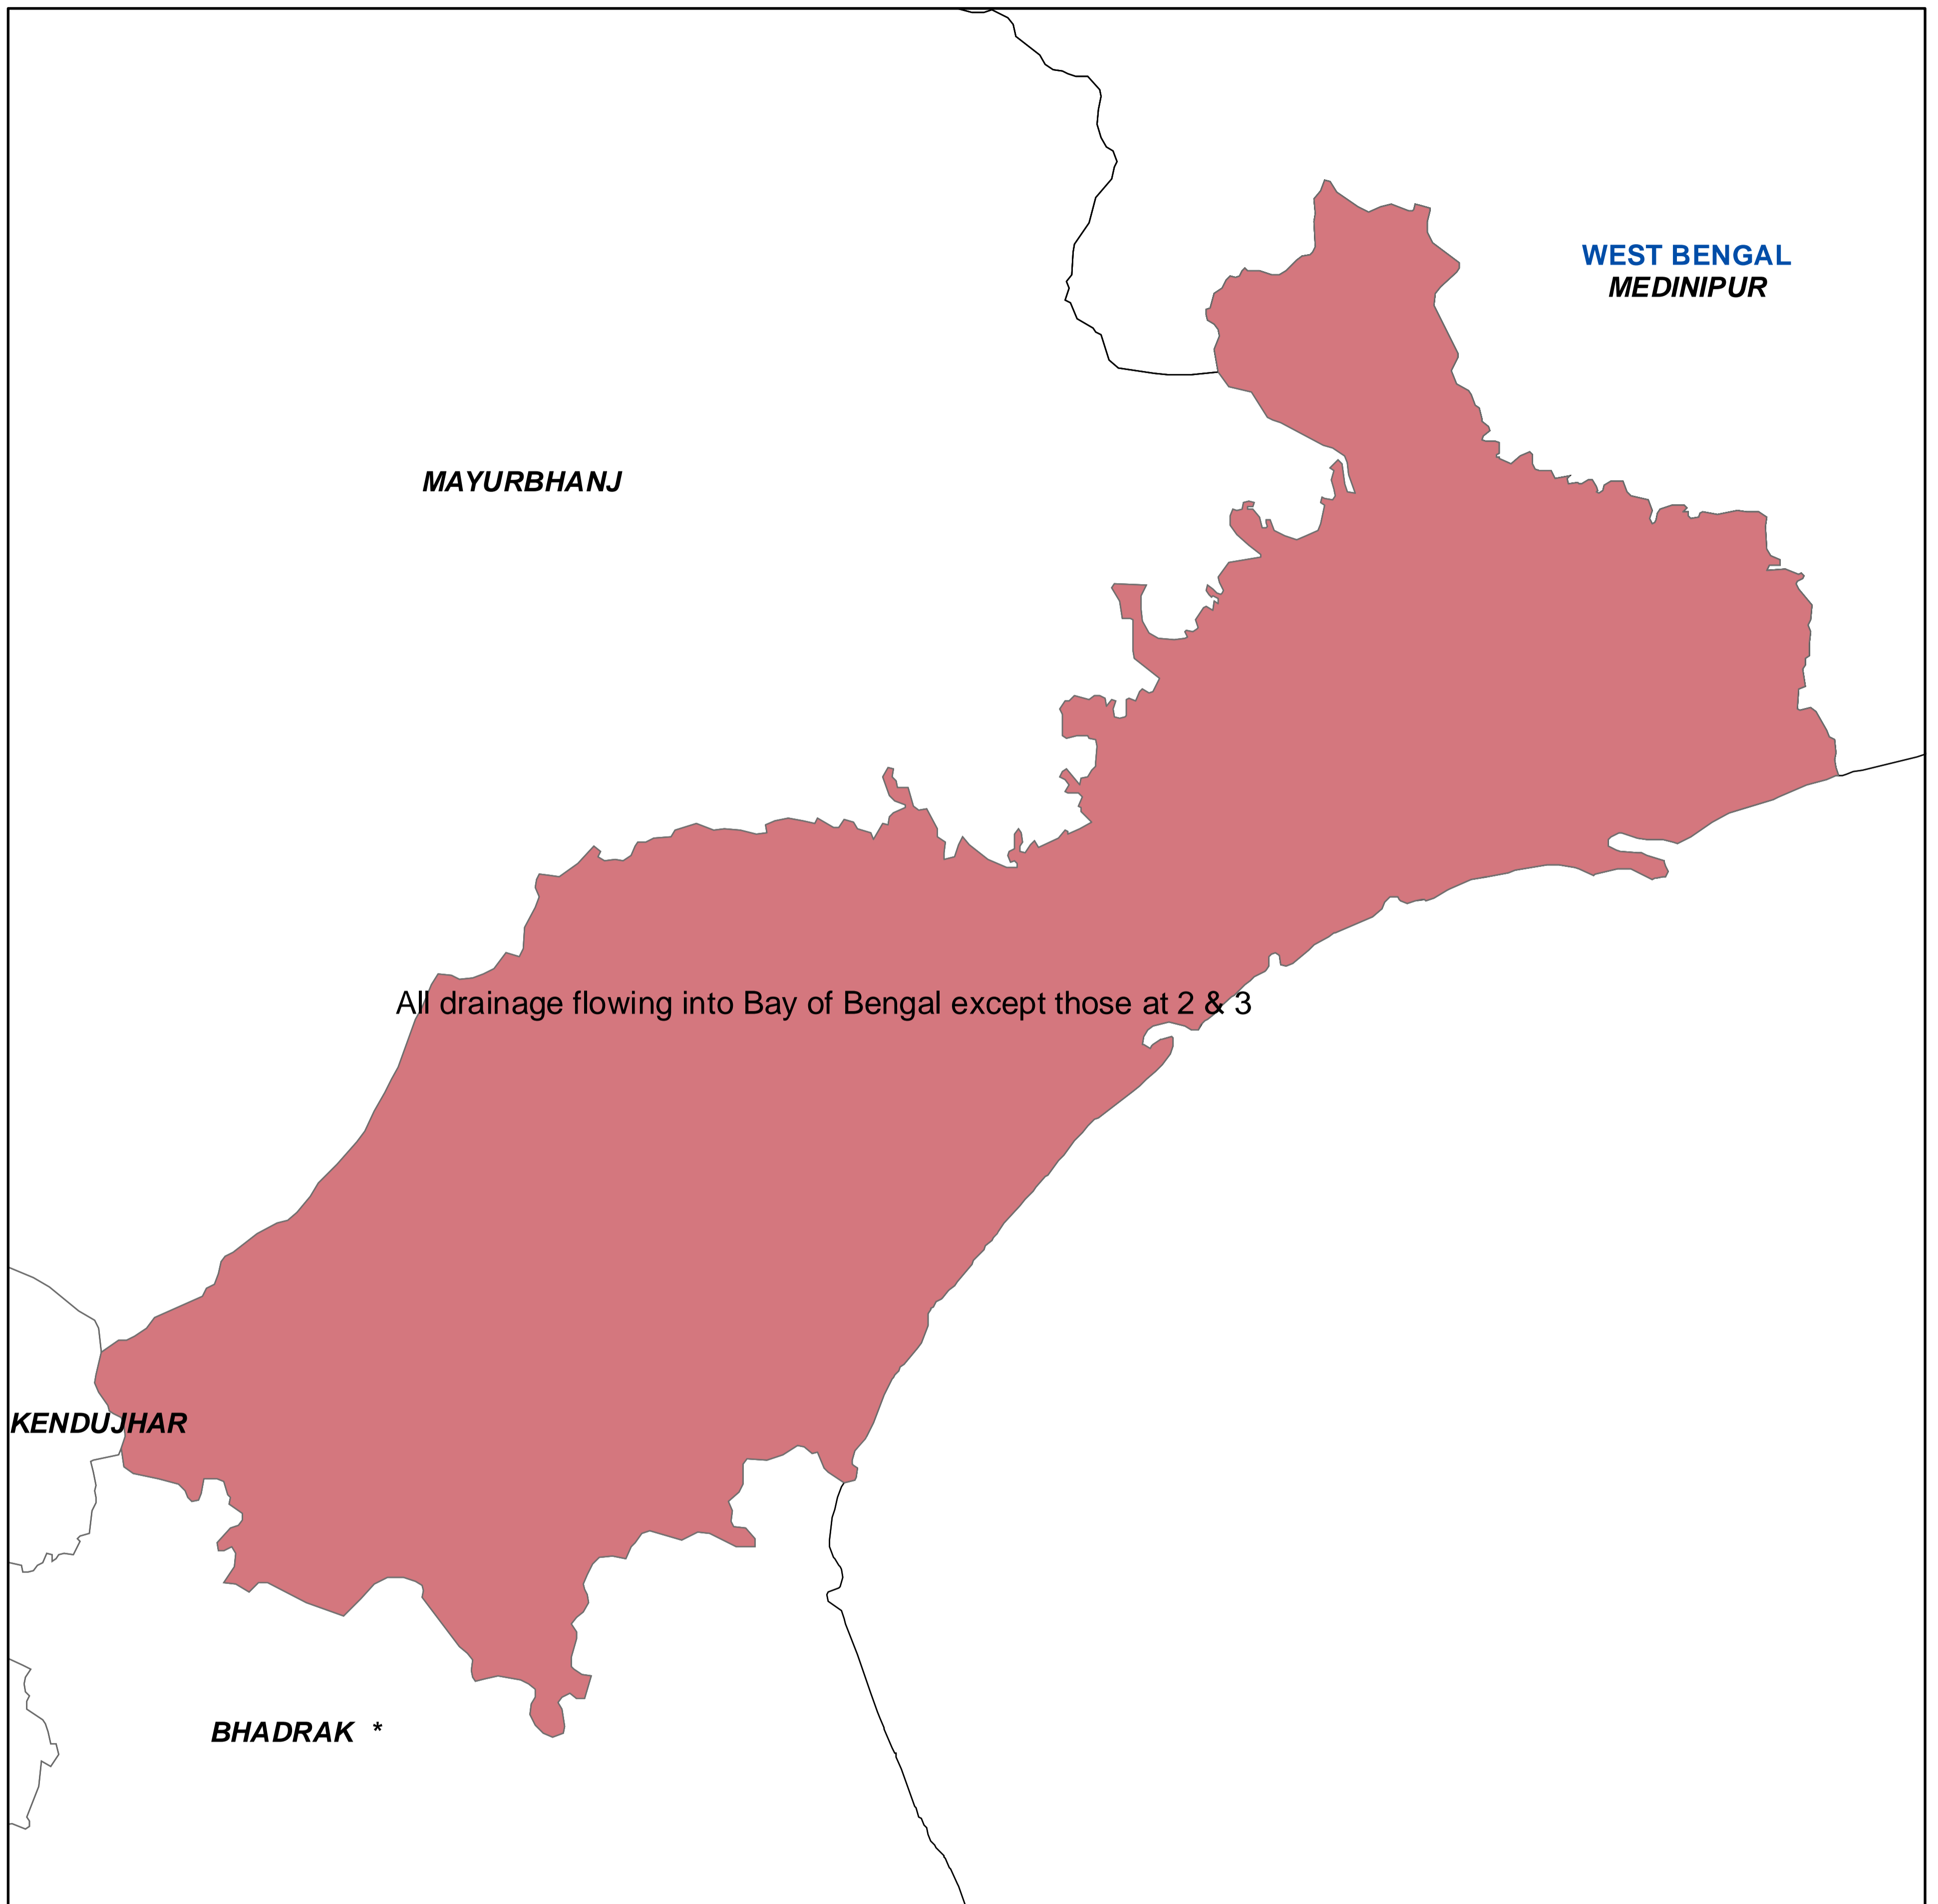 WEST BENGAL
MEDINIPUR
MAYURBHANJ
All drainage flowing into Bay of Bengal except those at 2 & 3
KENDUJHAR
BHADRAK *